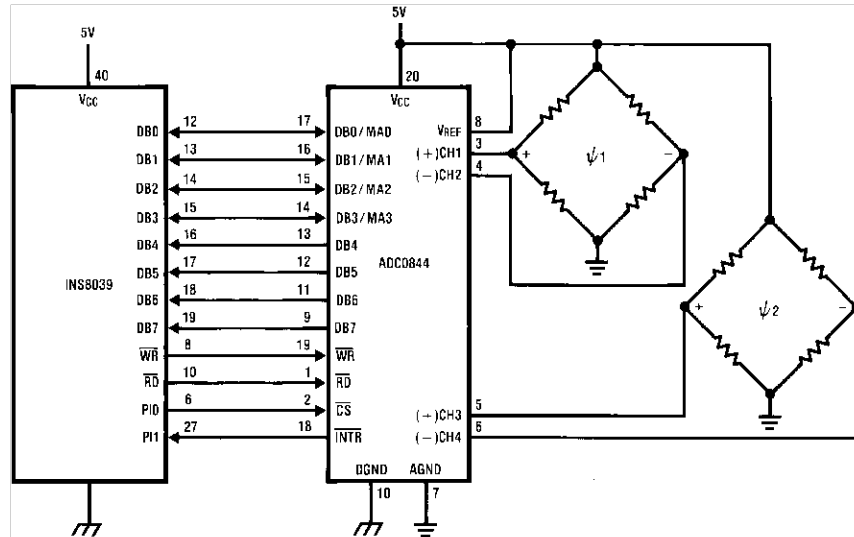 5V
40
VCC
INS8039
DB0 12
DB1 13
DB2 14
DB3 15
DB4 16
DB5 17
DB6 18
DB7 19
WR 8
RD 10
PI0 6
PI1 27
5V
20
VCC
ADC0844
17 DB0/MA0
16 DB1/MA1
15 DB2/MA2
14 DB3/MA3
13 DB4
12 DB5
11 DB6
9 DB7
19 WR
1 RD
2 CS
18 INTR
VREF 8
(+)CH1 3
(−)CH2 4
(+)CH3 5
(−)CH4 6
DGND 10
AGND 7
+ ψ1 −
+ ψ2 −